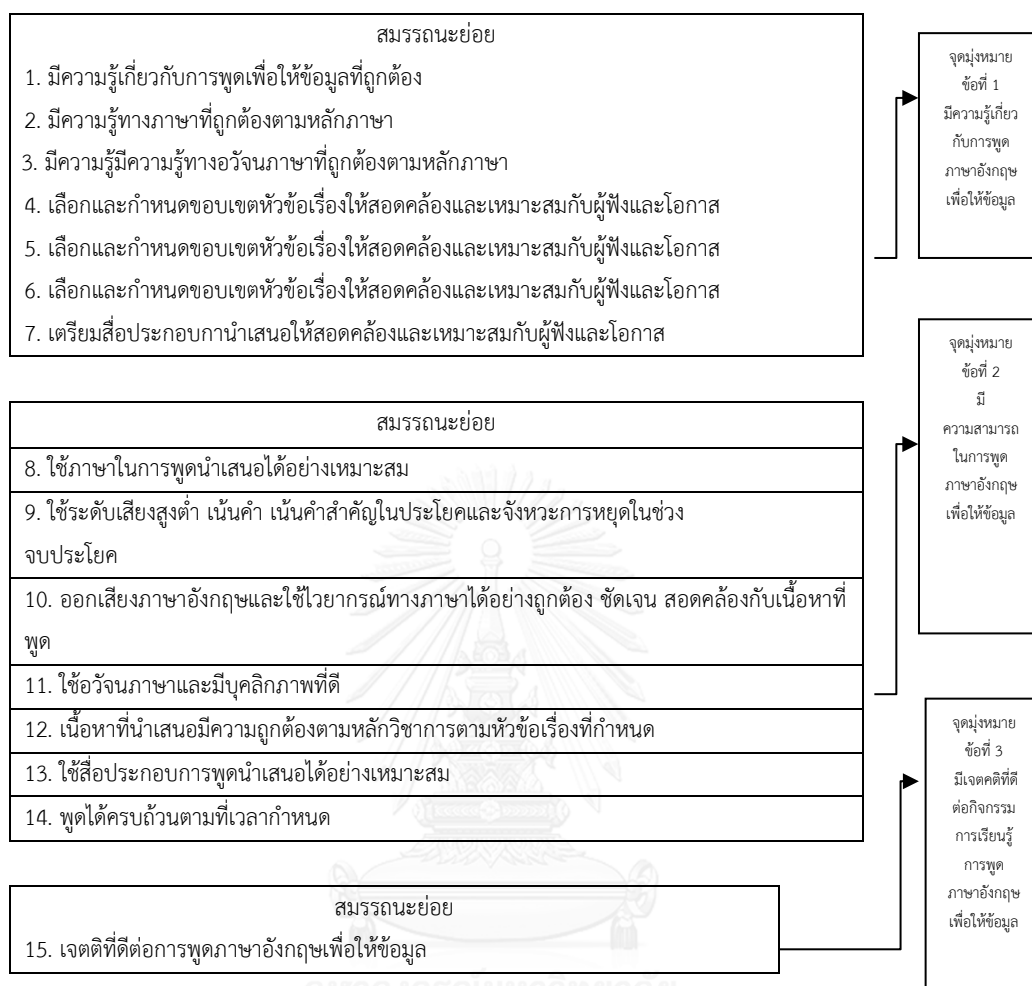 สมรรถนะย่อย
1. มีความรู้เกี่ยวกับการพูดเพื่อให้ข้อมูลที่ถูกต้อง
2. มีความรู้ทางภาษาที่ถูกต้องตามหลักภาษา
3. มีความรู้มีความรู้ทางอวัจนภาษาที่ถูกต้องตามหลักภาษา
4. เลือกและกำหนดขอบเขตหัวข้อเรื่องให้สอดคล้องและเหมาะสมกับผู้ฟังและโอกาส
5. เลือกและกำหนดขอบเขตหัวข้อเรื่องให้สอดคล้องและเหมาะสมกับผู้ฟังและโอกาส
6. เลือกและกำหนดขอบเขตหัวข้อเรื่องให้สอดคล้องและเหมาะสมกับผู้ฟังและโอกาส
7. เตรียมสื่อประกอบกานำเสนอให้สอดคล้องและเหมาะสมกับผู้ฟังและโอกาส
จุดมุ่งหมาย
ข้อที่ 1
มีความรู้เกี่ยว
กับการพูด
ภาษาอังกฤษ
เพื่อให้ข้อมูล
สมรรถนะย่อย
8. ใช้ภาษาในการพูดนำเสนอได้อย่างเหมาะสม
9. ใช้ระดับเสียงสูงต่ำ เน้นคำ เน้นคำสำคัญในประโยคและจังหวะการหยุดในช่วง
จบประโยค
10. ออกเสียงภาษาอังกฤษและใช้ไวยากรณ์ทางภาษาได้อย่างถูกต้อง ชัดเจน สอดคล้องกับเนื้อหาที่
พูด
11. ใช้อวัจนภาษาและมีบุคลิกภาพที่ดี
12. เนื้อหาที่นำเสนอมีความถูกต้องตามหลักวิชาการตามหัวข้อเรื่องที่กำหนด
13. ใช้สื่อประกอบการพูดนำเสนอได้อย่างเหมาะสม
14. พูดได้ครบถ้วนตามที่เวลากำหนด
จุดมุ่งหมาย
ข้อที่ 2
มี
ความสามารถ
ในการพูด
ภาษาอังกฤษ
เพื่อให้ข้อมูล
สมรรถนะย่อย
15. เจตติที่ดีต่อการพูดภาษาอังกฤษเพื่อให้ข้อมูล
จุดมุ่งหมาย
ข้อที่ 3
มีเจตคติที่ดี
ต่อกิจกรรม
การเรียนรู้
การพูด
ภาษาอังกฤษ
เพื่อให้ข้อมูล